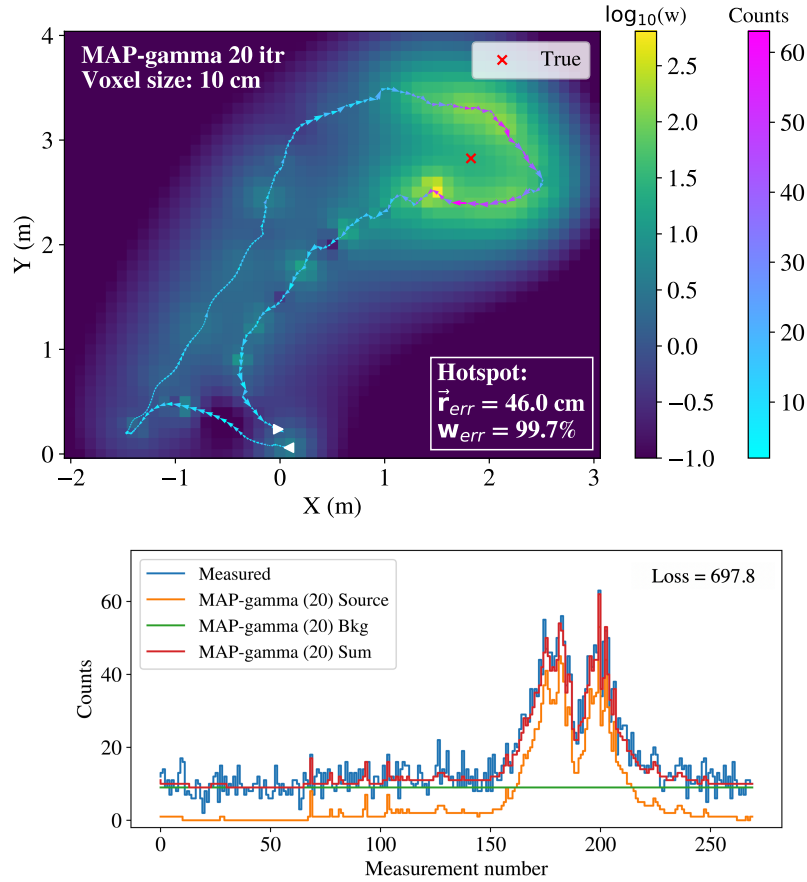 log₁₀(w)
Counts
MAP-gamma 20 itr
Voxel size: 10 cm
True
Hotspot:
r⃗_err = 46.0 cm
w_err = 99.7%
4
3
2
1
0
Y (m)
−2
−1
0
1
2
3
X (m)
2.5
2.0
1.5
1.0
0.5
0.0
−0.5
−1.0
60
50
40
30
20
10
Measured
MAP-gamma (20) Source
MAP-gamma (20) Bkg
MAP-gamma (20) Sum
Loss = 697.8
60
40
20
0
Counts
0
50
100
150
200
250
Measurement number